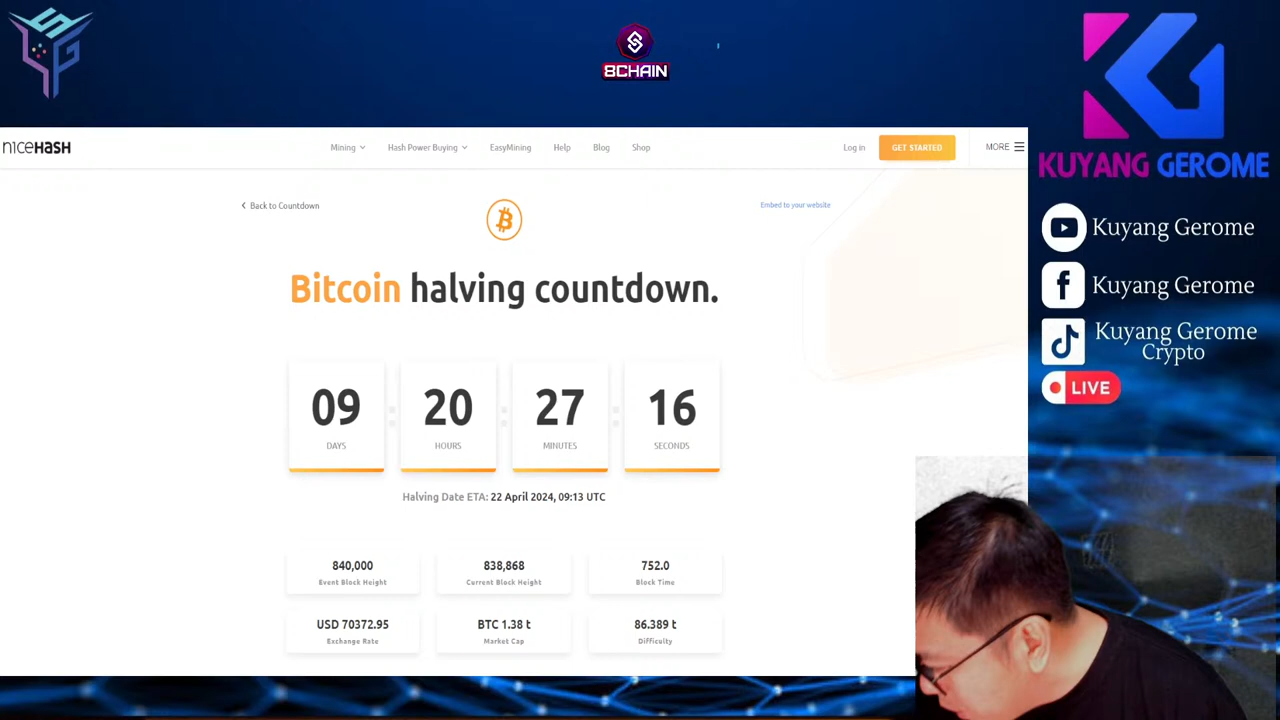 8CHAIN
KUYANG GEROME
nıceHasH
Mining
Hash Power Buying
EasyMining
Help
Blog
Shop
Log in
GET STARTED
MORE
Back to Countdown
Embed to your website
Bitcoin halving countdown.
09
20
27
16
DAYS
HOURS
MINUTES
SECONDS
Halving Date ETA: 22 April 2024, 09:13 UTC
840,000
Event Block Height
838,868
Current Block Height
752.0
Block Time
USD 70372.95
Exchange Rate
BTC 1.38 t
Market Cap
86.389 t
Difficulty
Kuyang Gerome
Kuyang Gerome
Kuyang Gerome
Crypto
LIVE